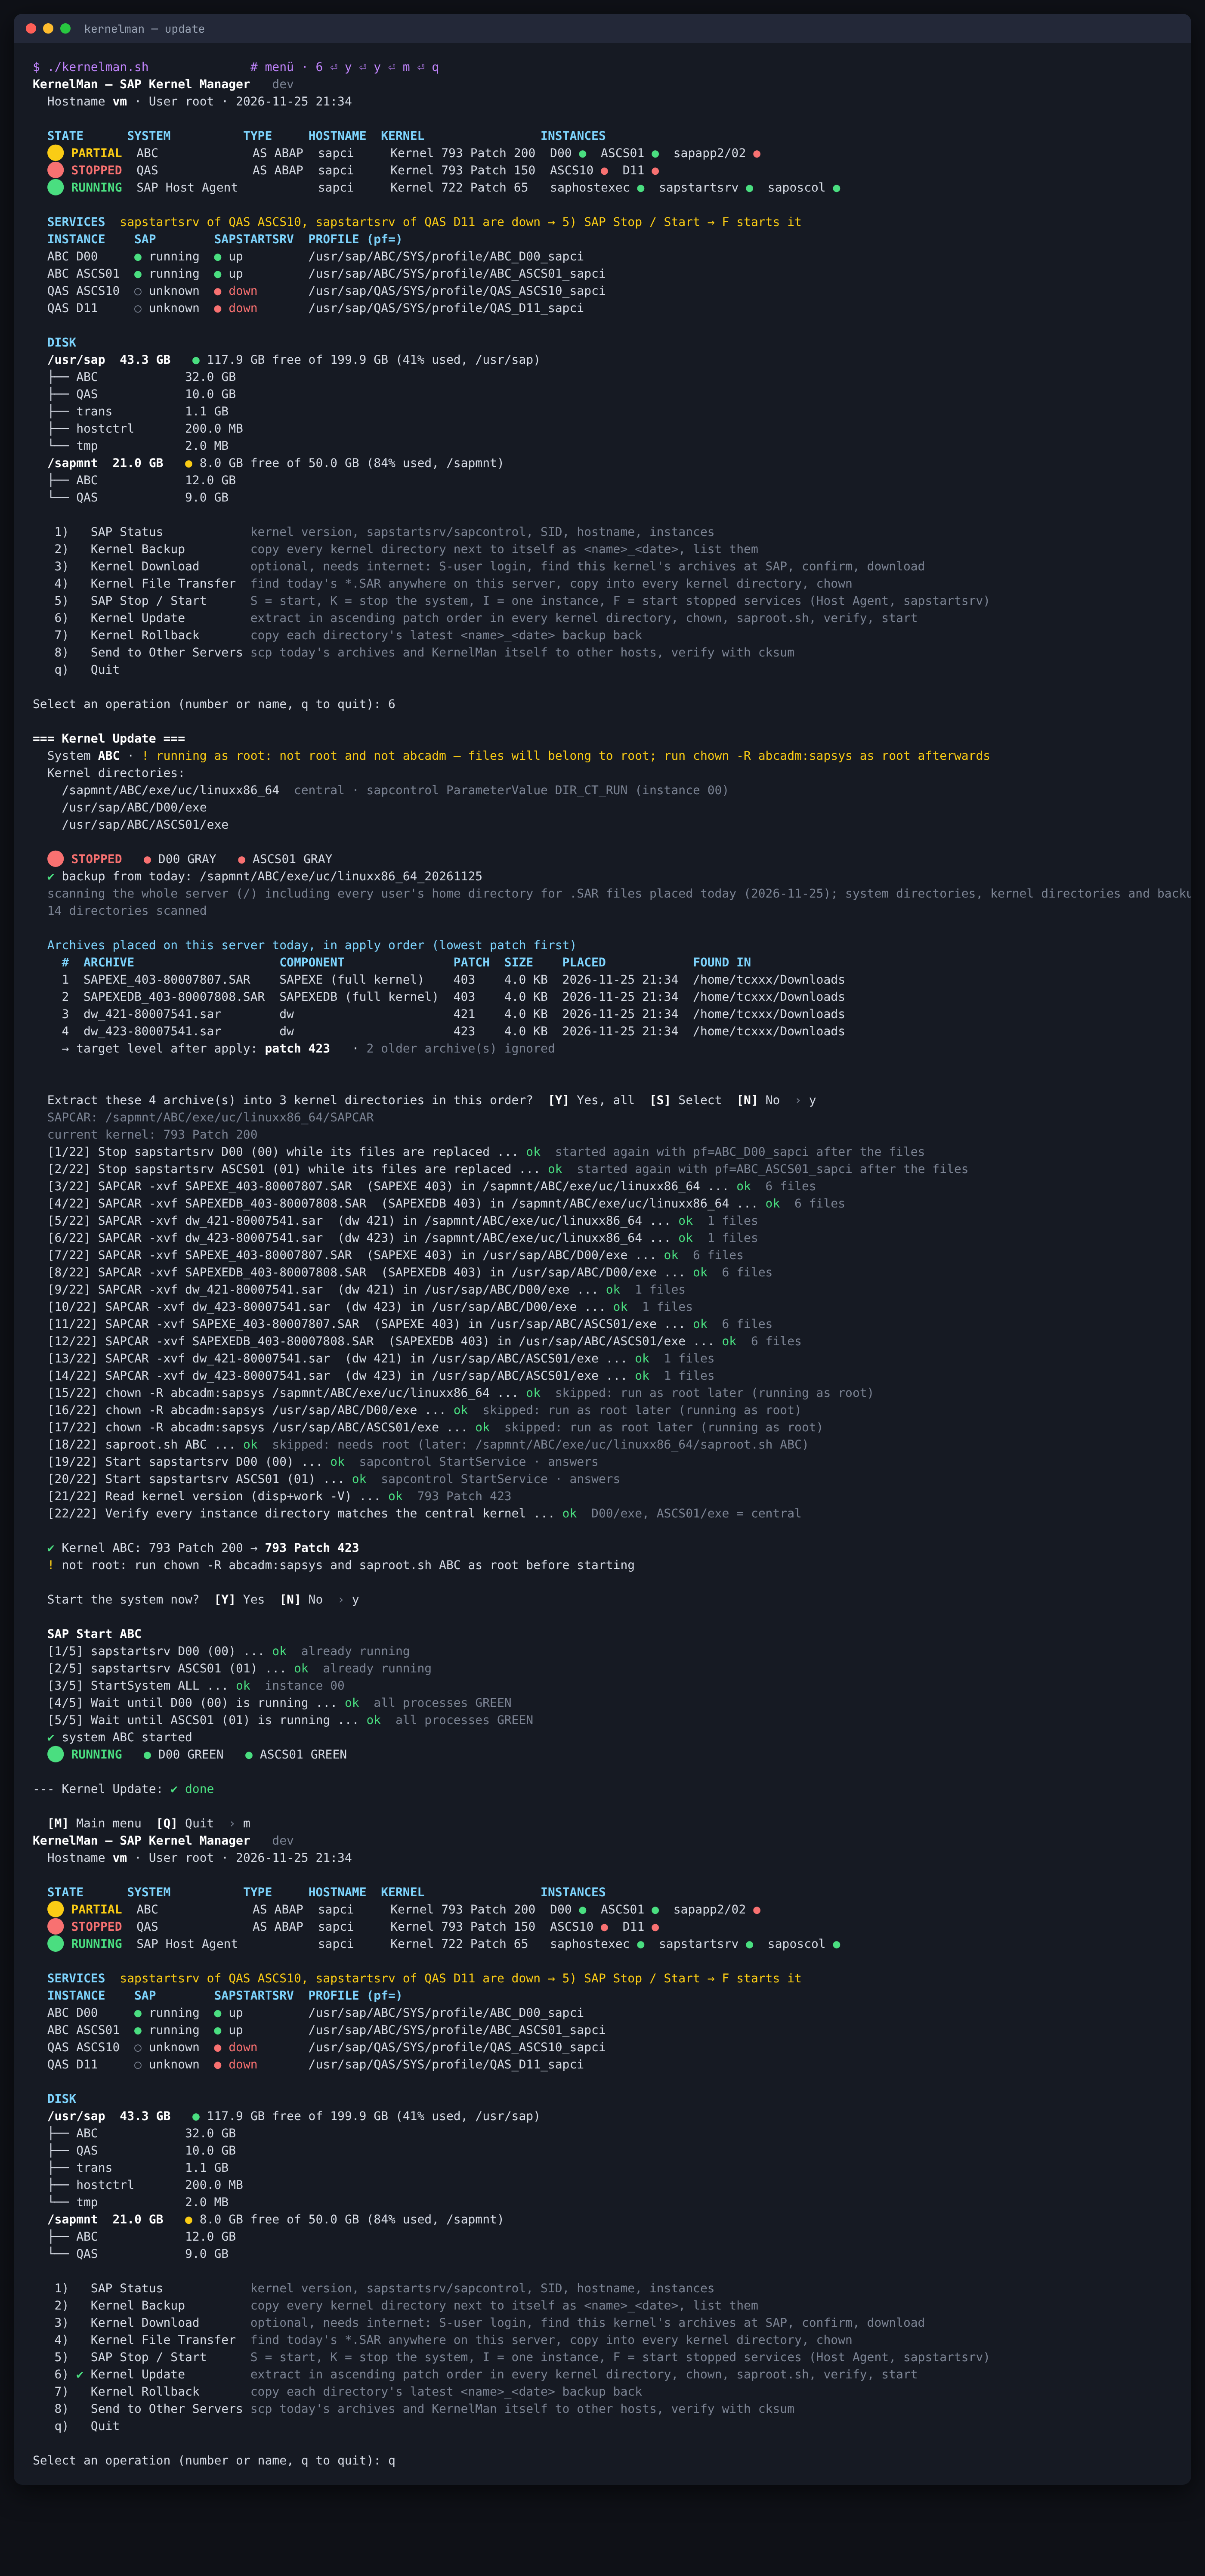 kernelman — update
$ ./kernelman.sh              # menü · 6 ⏎ y ⏎ y ⏎ m ⏎ q
KernelMan — SAP Kernel Manager   dev
  Hostname vm · User root · 2026-11-25 21:34
  STATE      SYSTEM          TYPE     HOSTNAME  KERNEL                INSTANCES
  ● PARTIAL  ABC             AS ABAP  sapci     Kernel 793 Patch 200  D00 ●  ASCS01 ●  sapapp2/02 ●
  ● STOPPED  QAS             AS ABAP  sapci     Kernel 793 Patch 150  ASCS10 ●  D11 ●
  ● RUNNING  SAP Host Agent           sapci     Kernel 722 Patch 65   saphostexec ●  sapstartsrv ●  saposcol ●
  SERVICES  sapstartsrv of QAS ASCS10, sapstartsrv of QAS D11 are down → 5) SAP Stop / Start → F starts it
  INSTANCE    SAP        SAPSTARTSRV  PROFILE (pf=)
  ABC D00     ● running  ● up         /usr/sap/ABC/SYS/profile/ABC_D00_sapci
  ABC ASCS01  ● running  ● up         /usr/sap/ABC/SYS/profile/ABC_ASCS01_sapci
  QAS ASCS10  ○ unknown  ● down       /usr/sap/QAS/SYS/profile/QAS_ASCS10_sapci
  QAS D11     ○ unknown  ● down       /usr/sap/QAS/SYS/profile/QAS_D11_sapci
  DISK
  /usr/sap  43.3 GB   ● 117.9 GB free of 199.9 GB (41% used, /usr/sap)
  ├── ABC            32.0 GB
  ├── QAS            10.0 GB
  ├── trans          1.1 GB
  ├── hostctrl       200.0 MB
  └── tmp            2.0 MB
  /sapmnt  21.0 GB   ● 8.0 GB free of 50.0 GB (84% used, /sapmnt)
  ├── ABC            12.0 GB
  └── QAS            9.0 GB
   1)   SAP Status            kernel version, sapstartsrv/sapcontrol, SID, hostname, instances
   2)   Kernel Backup         copy every kernel directory next to itself as <name>_<date>, list them
   3)   Kernel Download       optional, needs internet: S-user login, find this kernel's archives at SAP, confirm, download
   4)   Kernel File Transfer  find today's *.SAR anywhere on this server, copy into every kernel directory, chown
   5)   SAP Stop / Start      S = start, K = stop the system, I = one instance, F = start stopped services (Host Agent, sapstartsrv)
   6)   Kernel Update         extract in ascending patch order in every kernel directory, chown, saproot.sh, verify, start
   7)   Kernel Rollback       copy each directory's latest <name>_<date> backup back
   8)   Send to Other Servers scp today's archives and KernelMan itself to other hosts, verify with cksum
   q)   Quit
Select an operation (number or name, q to quit): 6
=== Kernel Update ===
  System ABC · ! running as root: not root and not abcadm — files will belong to root; run chown -R abcadm:sapsys as root afterwards
  Kernel directories:
    /sapmnt/ABC/exe/uc/linuxx86_64  central · sapcontrol ParameterValue DIR_CT_RUN (instance 00)
    /usr/sap/ABC/D00/exe
    /usr/sap/ABC/ASCS01/exe
  ● STOPPED   ● D00 GRAY   ● ASCS01 GRAY
  ✔ backup from today: /sapmnt/ABC/exe/uc/linuxx86_64_20261125
  scanning the whole server (/) including every user's home directory for .SAR files placed today (2026-11-25); system directories, kernel directories and backu
  14 directories scanned
  Archives placed on this server today, in apply order (lowest patch first)
    #  ARCHIVE                    COMPONENT               PATCH  SIZE    PLACED            FOUND IN
    1  SAPEXE_403-80007807.SAR    SAPEXE (full kernel)    403    4.0 KB  2026-11-25 21:34  /home/tcxxx/Downloads
    2  SAPEXEDB_403-80007808.SAR  SAPEXEDB (full kernel)  403    4.0 KB  2026-11-25 21:34  /home/tcxxx/Downloads
    3  dw_421-80007541.sar        dw                      421    4.0 KB  2026-11-25 21:34  /home/tcxxx/Downloads
    4  dw_423-80007541.sar        dw                      423    4.0 KB  2026-11-25 21:34  /home/tcxxx/Downloads
    → target level after apply: patch 423   · 2 older archive(s) ignored
  Extract these 4 archive(s) into 3 kernel directories in this order?  [Y] Yes, all  [S] Select  [N] No  › y
  SAPCAR: /sapmnt/ABC/exe/uc/linuxx86_64/SAPCAR
  current kernel: 793 Patch 200
  [1/22] Stop sapstartsrv D00 (00) while its files are replaced ... ok  started again with pf=ABC_D00_sapci after the files
  [2/22] Stop sapstartsrv ASCS01 (01) while its files are replaced ... ok  started again with pf=ABC_ASCS01_sapci after the files
  [3/22] SAPCAR -xvf SAPEXE_403-80007807.SAR  (SAPEXE 403) in /sapmnt/ABC/exe/uc/linuxx86_64 ... ok  6 files
  [4/22] SAPCAR -xvf SAPEXEDB_403-80007808.SAR  (SAPEXEDB 403) in /sapmnt/ABC/exe/uc/linuxx86_64 ... ok  6 files
  [5/22] SAPCAR -xvf dw_421-80007541.sar  (dw 421) in /sapmnt/ABC/exe/uc/linuxx86_64 ... ok  1 files
  [6/22] SAPCAR -xvf dw_423-80007541.sar  (dw 423) in /sapmnt/ABC/exe/uc/linuxx86_64 ... ok  1 files
  [7/22] SAPCAR -xvf SAPEXE_403-80007807.SAR  (SAPEXE 403) in /usr/sap/ABC/D00/exe ... ok  6 files
  [8/22] SAPCAR -xvf SAPEXEDB_403-80007808.SAR  (SAPEXEDB 403) in /usr/sap/ABC/D00/exe ... ok  6 files
  [9/22] SAPCAR -xvf dw_421-80007541.sar  (dw 421) in /usr/sap/ABC/D00/exe ... ok  1 files
  [10/22] SAPCAR -xvf dw_423-80007541.sar  (dw 423) in /usr/sap/ABC/D00/exe ... ok  1 files
  [11/22] SAPCAR -xvf SAPEXE_403-80007807.SAR  (SAPEXE 403) in /usr/sap/ABC/ASCS01/exe ... ok  6 files
  [12/22] SAPCAR -xvf SAPEXEDB_403-80007808.SAR  (SAPEXEDB 403) in /usr/sap/ABC/ASCS01/exe ... ok  6 files
  [13/22] SAPCAR -xvf dw_421-80007541.sar  (dw 421) in /usr/sap/ABC/ASCS01/exe ... ok  1 files
  [14/22] SAPCAR -xvf dw_423-80007541.sar  (dw 423) in /usr/sap/ABC/ASCS01/exe ... ok  1 files
  [15/22] chown -R abcadm:sapsys /sapmnt/ABC/exe/uc/linuxx86_64 ... ok  skipped: run as root later (running as root)
  [16/22] chown -R abcadm:sapsys /usr/sap/ABC/D00/exe ... ok  skipped: run as root later (running as root)
  [17/22] chown -R abcadm:sapsys /usr/sap/ABC/ASCS01/exe ... ok  skipped: run as root later (running as root)
  [18/22] saproot.sh ABC ... ok  skipped: needs root (later: /sapmnt/ABC/exe/uc/linuxx86_64/saproot.sh ABC)
  [19/22] Start sapstartsrv D00 (00) ... ok  sapcontrol StartService · answers
  [20/22] Start sapstartsrv ASCS01 (01) ... ok  sapcontrol StartService · answers
  [21/22] Read kernel version (disp+work -V) ... ok  793 Patch 423
  [22/22] Verify every instance directory matches the central kernel ... ok  D00/exe, ASCS01/exe = central
  ✔ Kernel ABC: 793 Patch 200 → 793 Patch 423
  ! not root: run chown -R abcadm:sapsys and saproot.sh ABC as root before starting
  Start the system now?  [Y] Yes  [N] No  › y
  SAP Start ABC
  [1/5] sapstartsrv D00 (00) ... ok  already running
  [2/5] sapstartsrv ASCS01 (01) ... ok  already running
  [3/5] StartSystem ALL ... ok  instance 00
  [4/5] Wait until D00 (00) is running ... ok  all processes GREEN
  [5/5] Wait until ASCS01 (01) is running ... ok  all processes GREEN
  ✔ system ABC started
  ● RUNNING   ● D00 GREEN   ● ASCS01 GREEN
--- Kernel Update: ✔ done
  [M] Main menu  [Q] Quit  › m
KernelMan — SAP Kernel Manager   dev
  Hostname vm · User root · 2026-11-25 21:34
  STATE      SYSTEM          TYPE     HOSTNAME  KERNEL                INSTANCES
  ● PARTIAL  ABC             AS ABAP  sapci     Kernel 793 Patch 200  D00 ●  ASCS01 ●  sapapp2/02 ●
  ● STOPPED  QAS             AS ABAP  sapci     Kernel 793 Patch 150  ASCS10 ●  D11 ●
  ● RUNNING  SAP Host Agent           sapci     Kernel 722 Patch 65   saphostexec ●  sapstartsrv ●  saposcol ●
  SERVICES  sapstartsrv of QAS ASCS10, sapstartsrv of QAS D11 are down → 5) SAP Stop / Start → F starts it
  INSTANCE    SAP        SAPSTARTSRV  PROFILE (pf=)
  ABC D00     ● running  ● up         /usr/sap/ABC/SYS/profile/ABC_D00_sapci
  ABC ASCS01  ● running  ● up         /usr/sap/ABC/SYS/profile/ABC_ASCS01_sapci
  QAS ASCS10  ○ unknown  ● down       /usr/sap/QAS/SYS/profile/QAS_ASCS10_sapci
  QAS D11     ○ unknown  ● down       /usr/sap/QAS/SYS/profile/QAS_D11_sapci
  DISK
  /usr/sap  43.3 GB   ● 117.9 GB free of 199.9 GB (41% used, /usr/sap)
  ├── ABC            32.0 GB
  ├── QAS            10.0 GB
  ├── trans          1.1 GB
  ├── hostctrl       200.0 MB
  └── tmp            2.0 MB
  /sapmnt  21.0 GB   ● 8.0 GB free of 50.0 GB (84% used, /sapmnt)
  ├── ABC            12.0 GB
  └── QAS            9.0 GB
   1)   SAP Status            kernel version, sapstartsrv/sapcontrol, SID, hostname, instances
   2)   Kernel Backup         copy every kernel directory next to itself as <name>_<date>, list them
   3)   Kernel Download       optional, needs internet: S-user login, find this kernel's archives at SAP, confirm, download
   4)   Kernel File Transfer  find today's *.SAR anywhere on this server, copy into every kernel directory, chown
   5)   SAP Stop / Start      S = start, K = stop the system, I = one instance, F = start stopped services (Host Agent, sapstartsrv)
   6) ✔ Kernel Update         extract in ascending patch order in every kernel directory, chown, saproot.sh, verify, start
   7)   Kernel Rollback       copy each directory's latest <name>_<date> backup back
   8)   Send to Other Servers scp today's archives and KernelMan itself to other hosts, verify with cksum
   q)   Quit
Select an operation (number or name, q to quit): q